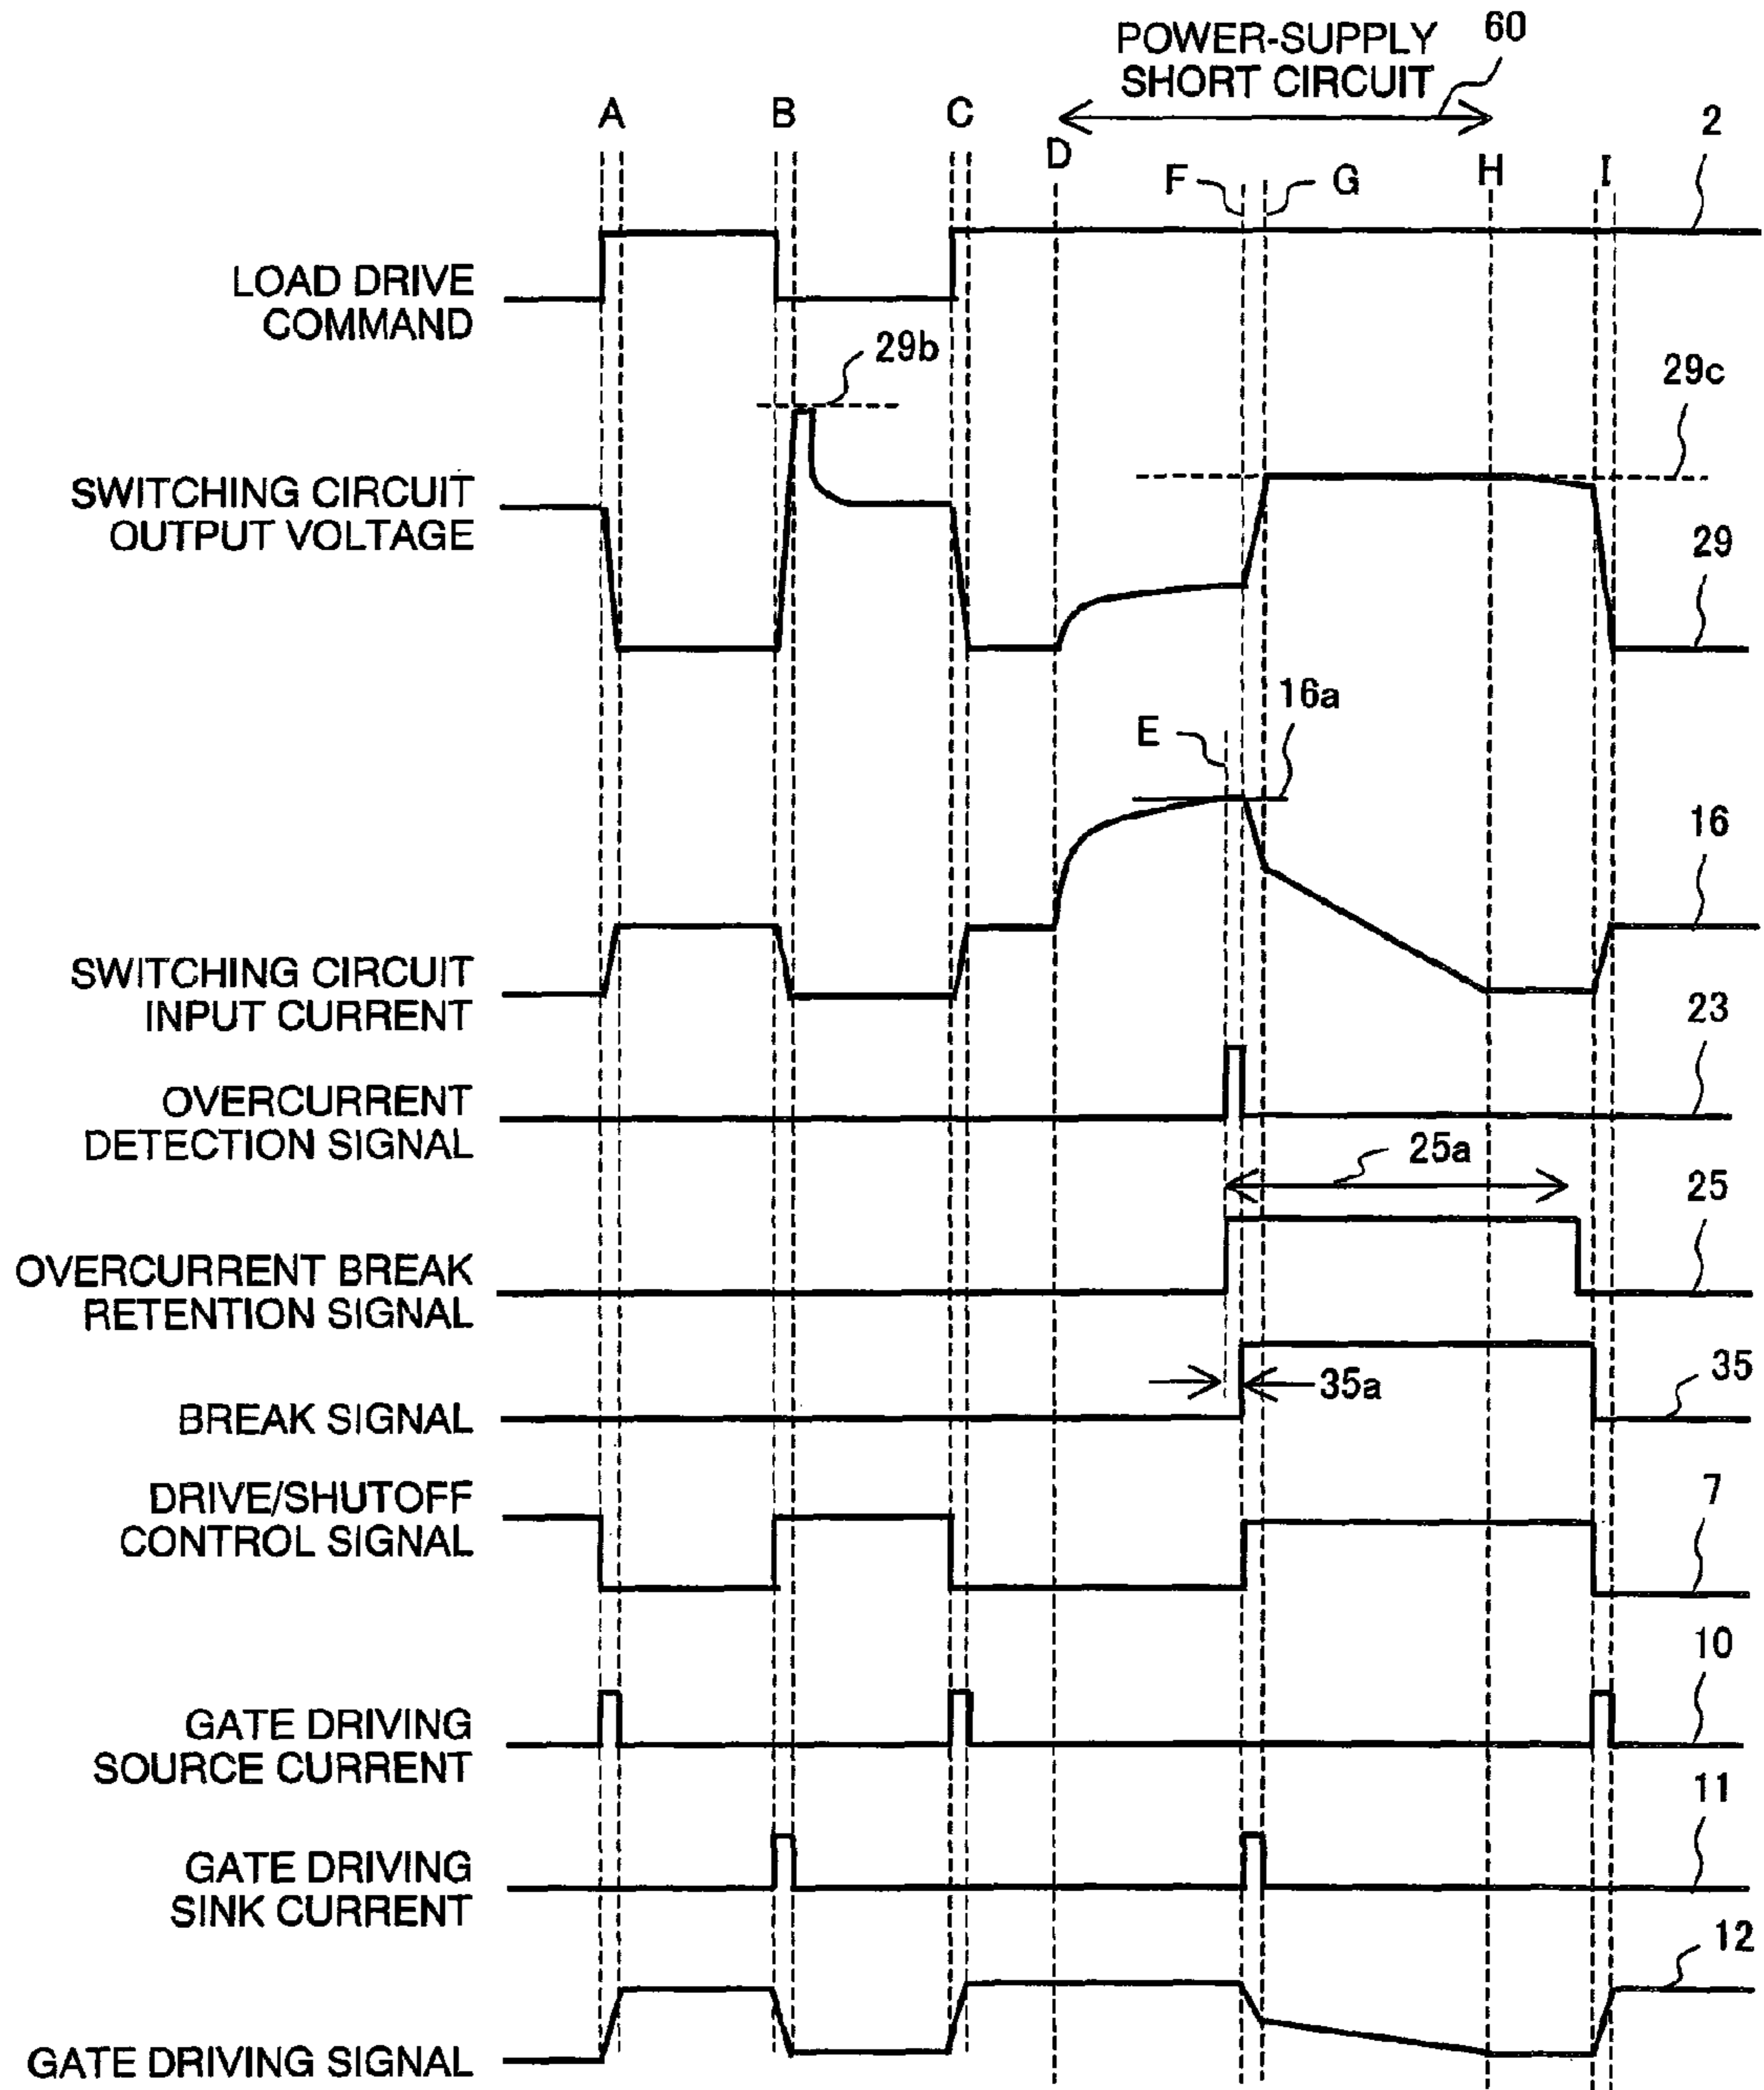 POWER-SUPPLY
SHORT CIRCUIT
60
A
B
C
D
F
G
H
I
2
LOAD DRIVE
COMMAND
29b
29c
SWITCHING CIRCUIT
OUTPUT VOLTAGE
29
E
16a
16
SWITCHING CIRCUIT
INPUT CURRENT
23
OVERCURRENT
DETECTION SIGNAL
25a
25
OVERCURRENT BREAK
RETENTION SIGNAL
35a
35
BREAK SIGNAL
DRIVE/SHUTOFF
CONTROL SIGNAL
7
10
GATE DRIVING
SOURCE CURRENT
11
GATE DRIVING
SINK CURRENT
12
GATE DRIVING SIGNAL